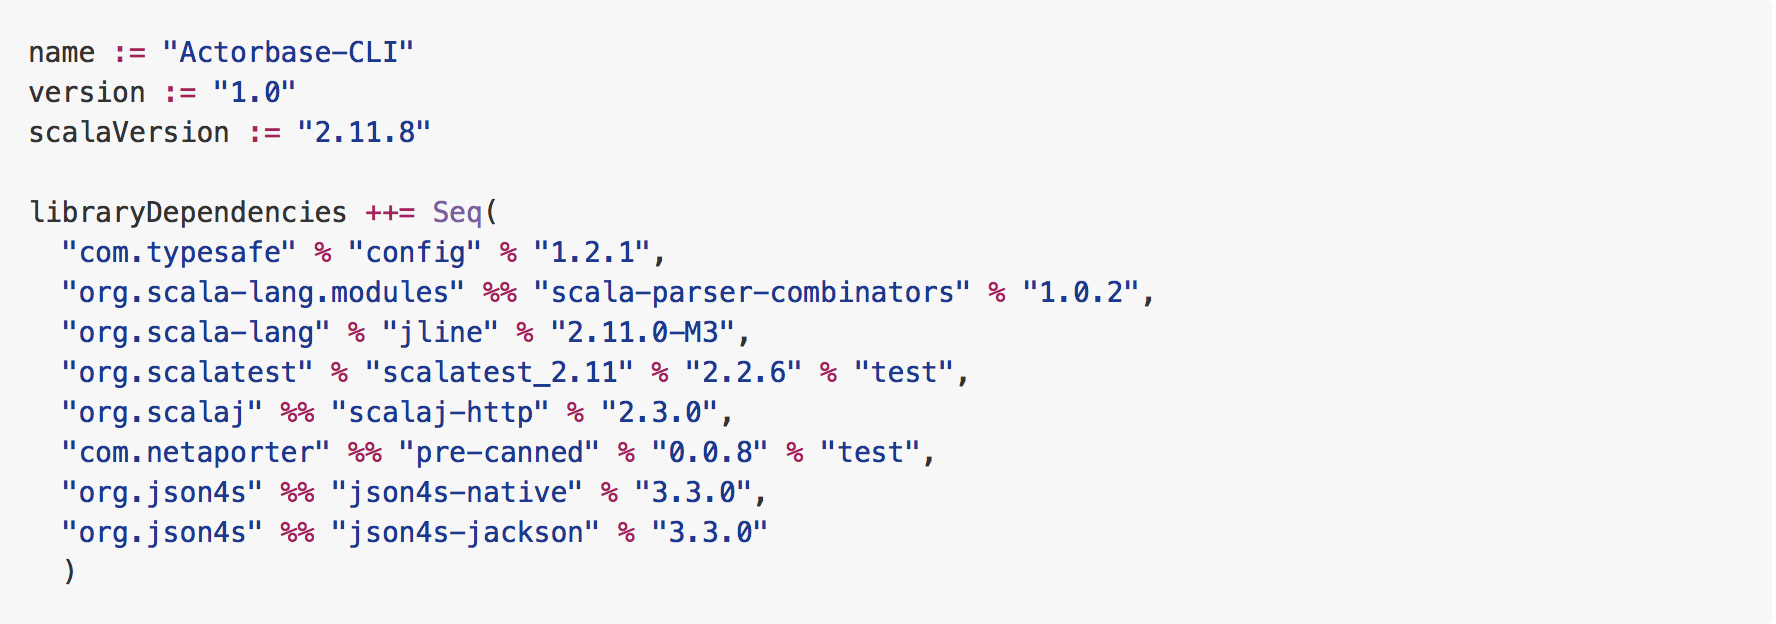 name := "Actorbase-CLI"
version := "1.0"
scalaVersion := "2.11.8"

libraryDependencies ++= Seq(
  "com.typesafe" % "config" % "1.2.1",
  "org.scala-lang.modules" %% "scala-parser-combinators" % "1.0.2",
  "org.scala-lang" % "jline" % "2.11.0-M3",
  "org.scalatest" % "scalatest_2.11" % "2.2.6" % "test",
  "org.scalaj" %% "scalaj-http" % "2.3.0",
  "com.netaporter" %% "pre-canned" % "0.0.8" % "test",
  "org.json4s" %% "json4s-native" % "3.3.0",
  "org.json4s" %% "json4s-jackson" % "3.3.0"
  )